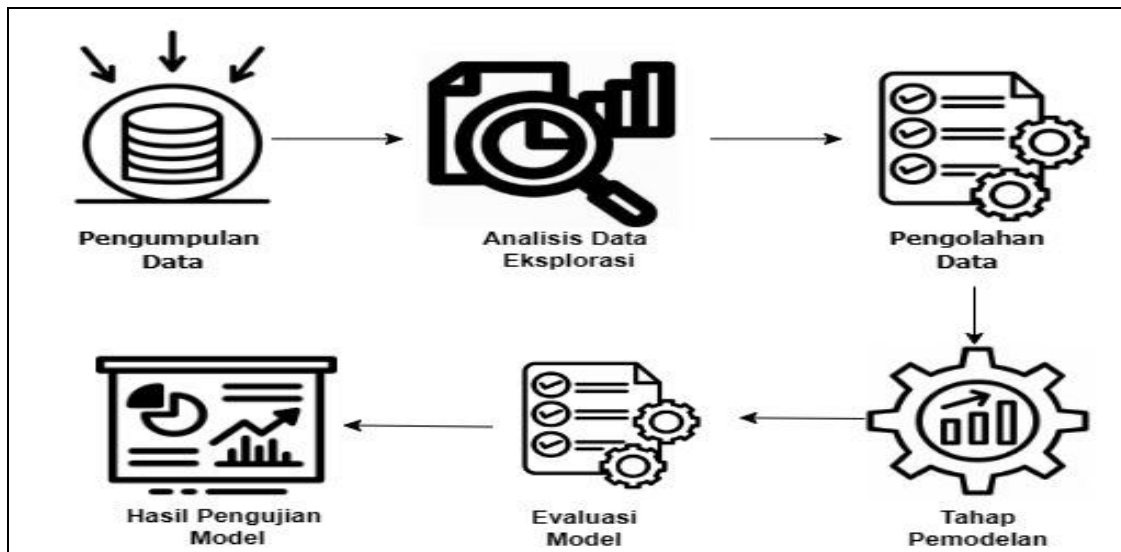 Pengumpulan
Data
Analisis Data
Eksplorasi
Pengolahan
Data
Hasil Pengujian
Model
Evaluasi
Model
Tahap
Pemodelan